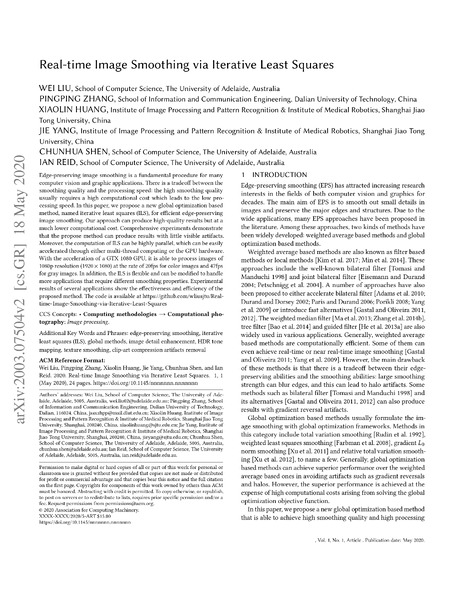 arXiv:2003.07504v2 [cs.GR] 18 May 2020
Real-time Image Smoothing via Iterative Least Squares
WEI LIU, School of Computer Science, The University of Adelaide, Australia
PINGPING ZHANG, School of Information and Communication Engineering, Dalian University of Technology, China
XIAOLIN HUANG, Institute of Image Processing and Pattern Recognition & Institute of Medical Robotics, Shanghai Jiao
Tong University, China
JIE YANG, Institute of Image Processing and Pattern Recognition & Institute of Medical Robotics, Shanghai Jiao Tong
University, China
CHUNHUA SHEN, School of Computer Science, The University of Adelaide, Australia
IAN REID, School of Computer Science, The University of Adelaide, Australia
Edge-preserving image smoothing is a fundamental procedure for many
computer vision and graphic applications. There is a tradeoff between the
smoothing quality and the processing speed: the high smoothing quality
usually requires a high computational cost which leads to the low pro-
cessing speed. In this paper, we propose a new global optimization based
method, named iterative least squares (ILS), for efficient edge-preserving
image smoothing. Our approach can produce high-quality results but at a
much lower computational cost. Comprehensive experiments demonstrate
that the propose method can produce results with little visible artifacts.
Moreover, the computation of ILS can be highly parallel, which can be easily
accelerated through either multi-thread computing or the GPU hardware.
With the acceleration of a GTX 1080 GPU, it is able to process images of
1080p resolution (1920 × 1080) at the rate of 20fps for color images and 47fps
for gray images. In addition, the ILS is flexible and can be modified to handle
more applications that require different smoothing properties. Experimental
results of several applications show the effectiveness and efficiency of the
proposed method. The code is available at https://github.com/wliusjtu/Real-
time-Image-Smoothing-via-Iterative-Least-Squares
CCS Concepts: • Computing methodologies → Computational pho-
tography; Image processing.
Additional Key Words and Phrases: edge-preserving smoothing, iterative
least squares (ILS), global methods, image detail enhancement, HDR tone
mapping, texture smoothing, clip-art compression artifacts removal
ACM Reference Format:
Wei Liu, Pingping Zhang, Xiaolin Huang, Jie Yang, Chunhua Shen, and Ian
Reid. 2020. Real-time Image Smoothing via Iterative Least Squares. 1, 1
(May 2020), 24 pages. https://doi.org/10.1145/nnnnnnn.nnnnnnn
Authors' addresses: Wei Liu, School of Computer Science, The University of Ade-
laide, Adelaide, 5005, Australia, Pingping Zhang, School
of Information and Communication Engineering, Dalian University of Technology,
Dalian, China, Xiaolin Huang, Institute of Image
Processing and Pattern Recognition & Institute of Medical Robotics, Shanghai Jiao Tong
University, Shanghai, 200240, China, Jie Yang, Institute of
Image Processing and Pattern Recognition & Institute of Medical Robotics, Shanghai
Jiao Tong University, Shanghai, 200240, China, Chunhua Shen,
School of Computer Science, The University of Adelaide, Adelaide, 5005, Australia,
Ian Reid, School of Computer Science, The University
of Adelaide, Adelaide, 5005, Australia,
Permission to make digital or hard copies of all or part of this work for personal or
classroom use is granted without fee provided that copies are not made or distributed
for profit or commercial advantage and that copies bear this notice and the full citation
on the first page. Copyrights for components of this work owned by others than ACM
must be honored. Abstracting with credit is permitted. To copy otherwise, or republish,
to post on servers or to redistribute to lists, requires prior specific permission and/or a
fee. Request permissions from permissions@acm.org.
© 2020 Association for Computing Machinery.
XXXX-XXXX/2020/5-ART $15.00
https://doi.org/10.1145/nnnnnnn.nnnnnnn
1 INTRODUCTION
Edge-preserving smoothing (EPS) has attracted increasing research
interests in the fields of both computer vision and graphics for
decades. The main aim of EPS is to smooth out small details in
images and preserve the major edges and structures. Due to the
wide applications, many EPS approaches have been proposed in
the literature. Among these approaches, two kinds of methods have
been widely developed: weighted average based methods and global
optimization based methods.
Weighted average based methods are also known as filter based
methods or local methods [Kim et al. 2017; Min et al. 2014]. These
approaches include the well-known bilateral filter [Tomasi and
Manduchi 1998] and joint bilateral filter [Eisemann and Durand
2004; Petschnigg et al. 2004]. A number of approaches have also
been proposed to either accelerate bilateral filter [Adams et al. 2010;
Durand and Dorsey 2002; Paris and Durand 2006; Porikli 2008; Yang
et al. 2009] or introduce fast alternatives [Gastal and Oliveira 2011,
2012]. The weighted median filter [Ma et al. 2013; Zhang et al. 2014b],
tree filter [Bao et al. 2014] and guided filter [He et al. 2013a] are also
widely used in various applications. Generally, weighted average
based methods are computationally efficient. Some of them can
even achieve real-time or near real-time image smoothing [Gastal
and Oliveira 2011; Yang et al. 2009]. However, the main drawback
of these methods is that there is a tradeoff between their edge-
preserving abilities and the smoothing abilities: large smoothing
strength can blur edges, and this can lead to halo artifacts. Some
methods such as bilateral filter [Tomasi and Manduchi 1998] and
its alternatives [Gastal and Oliveira 2011, 2012] can also produce
results with gradient reversal artifacts.
Global optimization based methods usually formulate the im-
age smoothing with global optimization frameworks. Methods in
this category include total variation smoothing [Rudin et al. 1992],
weighted least squares smoothing [Farbman et al. 2008], gradient L0
norm smoothing [Xu et al. 2011] and relative total variation smooth-
ing [Xu et al. 2012], to name a few. Generally, global optimization
based methods can achieve superior performance over the weighted
average based ones in avoiding artifacts such as gradient reversals
and halos. However, the superior performance is achieved at the
expense of high computational costs arising from solving the global
optimization objective function.
In this paper, we propose a new global optimization based method
that is able to achieve high smoothing quality and high processing
, Vol. 1, No. 1, Article . Publication date: May 2020.